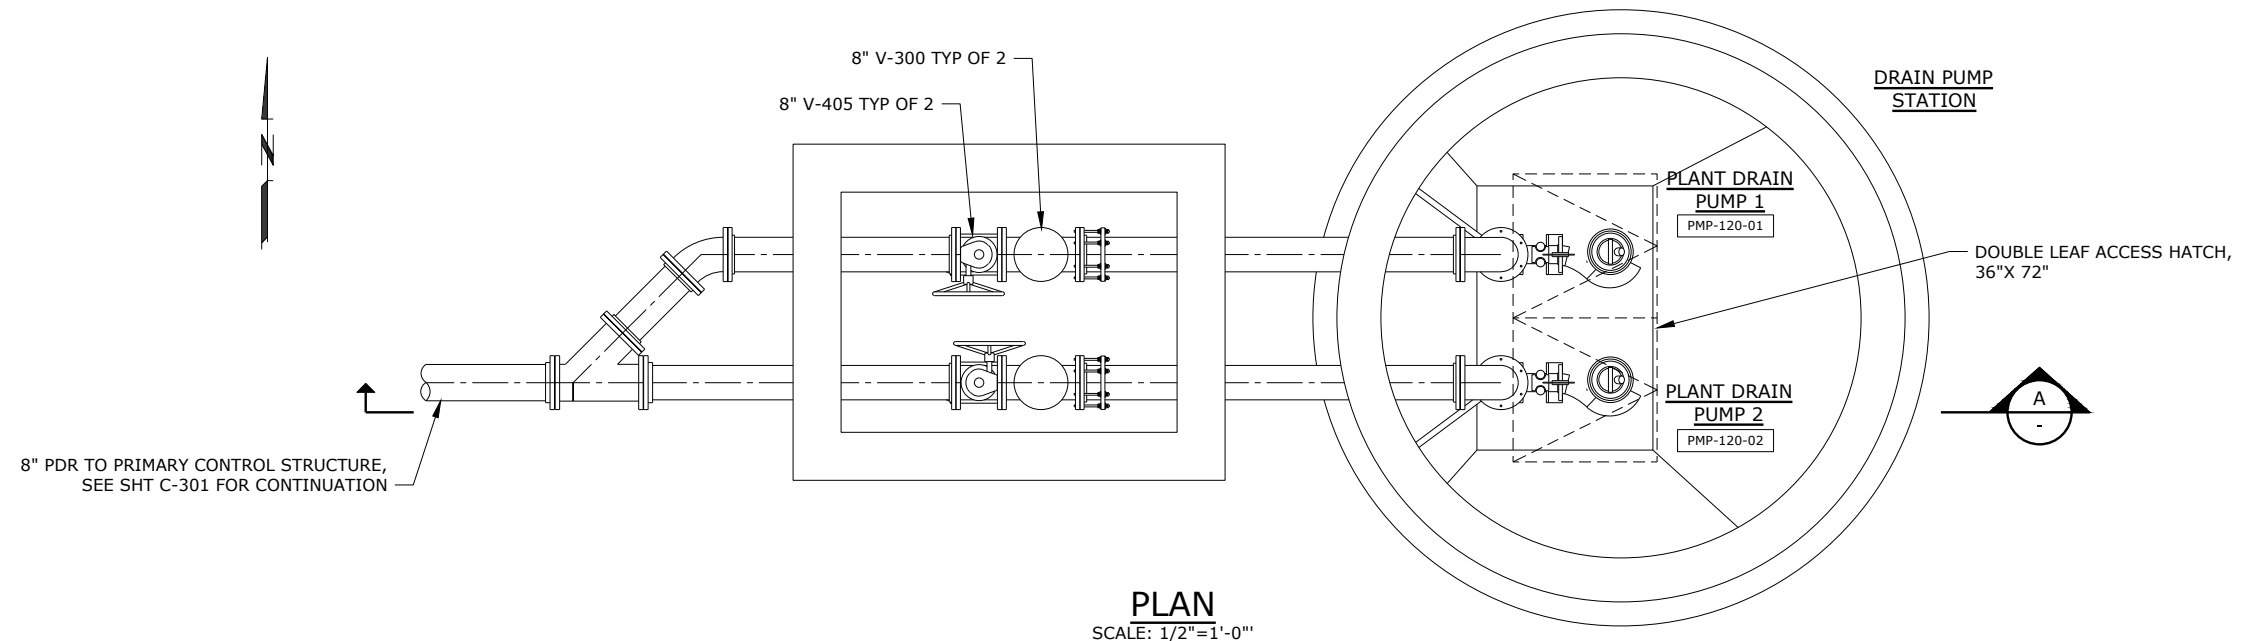 8" V-300 TYP OF 2
8" V-405 TYP OF 2
N
DRAIN PUMP
STATION
PLANT DRAIN
PUMP 1
PMP-120-01
DOUBLE LEAF ACCESS HATCH,
36"X 72"
PLANT DRAIN
PUMP 2
PMP-120-02
A
-
8" PDR TO PRIMARY CONTROL STRUCTURE,
SEE SHT C-301 FOR CONTINUATION
PLAN
SCALE: 1/2"=1'-0"'